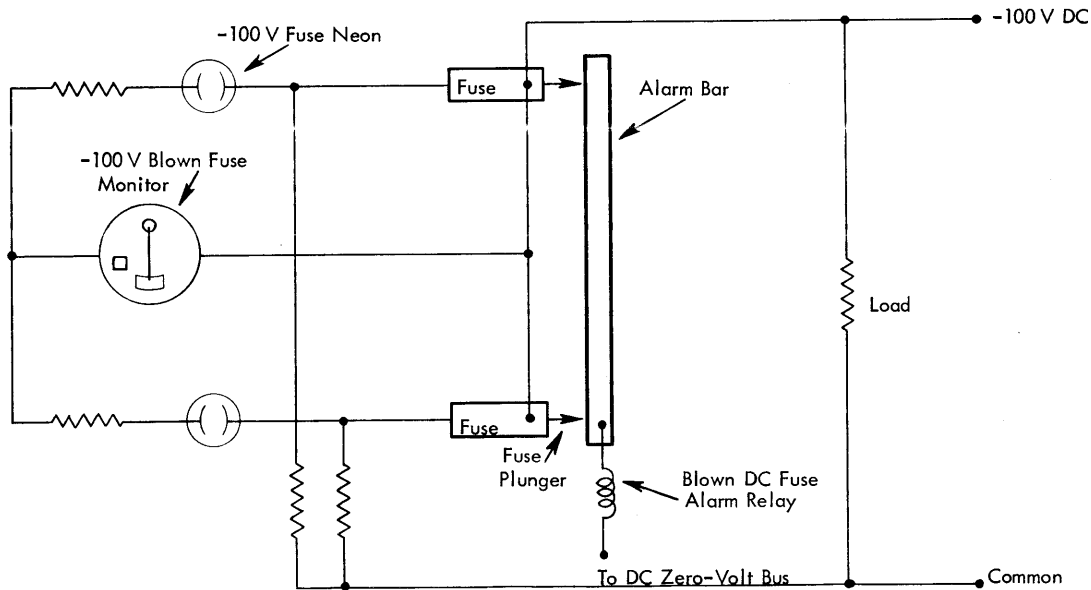 -100 V DC
-100 V Fuse Neon
Fuse
Alarm Bar
-100 V Blown Fuse
Monitor
Load
Fuse
Fuse
Plunger
Blown DC Fuse
Alarm Relay
To DC Zero-Volt Bus
Common